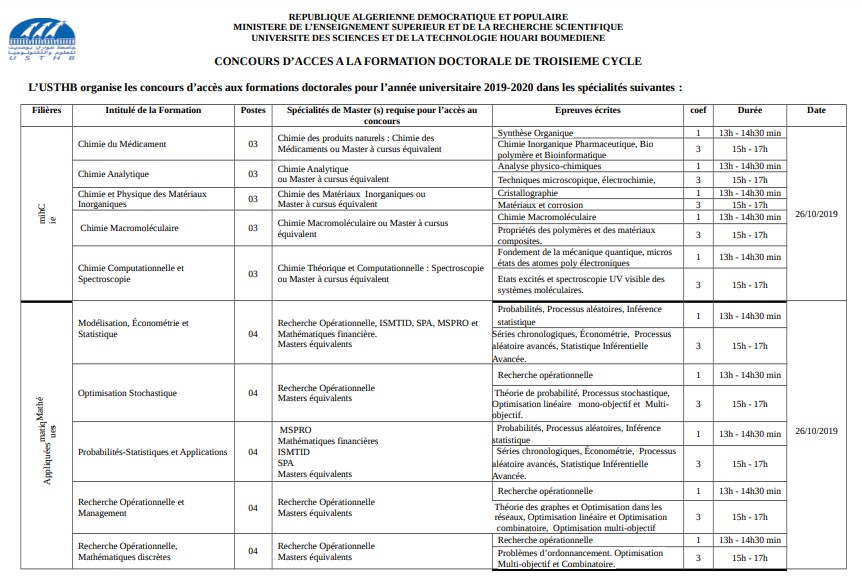 REPUBLIQUE ALGERIENNE DEMOCRATIQUE ET POPULAIRE
MINISTERE DE L'ENSEIGNEMENT SUPERIEUR ET DE LA RECHERCHE SCIENTIFIQUE
UNIVERSITE DES SCIENCES ET DE LA TECHNOLOGIE HOUARI BOUMEDIENE
U S T H B
CONCOURS D'ACCES A LA FORMATION DOCTORALE DE TROISIEME CYCLE
L'USTHB organise les concours d'accès aux formations doctorales pour l'année universitaire 2019-2020 dans les spécialités suivantes :
Filières Intitulé de la Formation Postes Spécialités de Master (s) requise pour l'accès au Epreuves écrites coef Durée Date
concours
mihC
ie
Chimie du Médicament 03 Chimie des produits naturels : Chimie des
Médicaments ou Master à cursus équivalent
Synthèse Organique 1 13h - 14h30 min
Chimie Inorganique Pharmaceutique, Bio
polymère et Bioinformatique 3 15h - 17h
Chimie Analytique 03 Chimie Analytique
ou Master à cursus équivalent
Analyse physico-chimiques 1 13h - 14h30 min
Techniques microscopique, électrochimie, 3 15h - 17h
Chimie et Physique des Matériaux
Inorganiques 03 Chimie des Matériaux Inorganiques ou
Master à cursus équivalent
Cristallographie 1 13h - 14h30 min
Matériaux et corrosion 3 15h - 17h
Chimie Macromoléculaire 03 Chimie Macromoléculaire ou Master à cursus
équivalent
Chimie Macromoléculaire 1 13h - 14h30 min
Propriétés des polymères et des matériaux
composites. 3 15h - 17h
Chimie Computationnelle et
Spectroscopie 03 Chimie Théorique et Computationnelle : Spectroscopie
ou Master à cursus équivalent
Fondement de la mécanique quantique, micros
états des atomes poly électroniques 1 13h - 14h30 min
Etats excités et spectroscopie UV visible des
systèmes moléculaires. 3 15h - 17h
26/10/2019
Appliquées
matiqMathé
ues
Modélisation, Économétrie et
Statistique 04 Recherche Opérationnelle, ISMTID, SPA, MSPRO et
Mathématiques financière.
Masters équivalents
Probabilités, Processus aléatoires, Inférence
statistique 1 13h - 14h30 min
Séries chronologiques, Économétrie, Processus
aléatoire avancés, Statistique Inférentielle
Avancée. 3 15h - 17h
Optimisation Stochastique 04 Recherche Opérationnelle
Masters équivalents
Recherche opérationnelle 1 13h - 14h30 min
Théorie de probabilité, Processus stochastique,
Optimisation linéaire mono-objectif et Multi-
objectif. 3 15h - 17h
Probabilités-Statistiques et Applications 04 MSPRO
Mathématiques financières
ISMTID
SPA
Masters équivalents
Probabilités, Processus aléatoires, Inférence
statistique 1 13h - 14h30 min
Séries chronologiques, Économétrie, Processus
aléatoire avancés, Statistique Inférentielle
Avancée. 3 15h - 17h
Recherche Opérationnelle et
Management 04 Recherche Opérationnelle
Masters équivalents
Recherche opérationnelle 1 13h - 14h30 min
Théorie des graphes et Optimisation dans les
réseaux, Optimisation linéaire et Optimisation
combinatoire, Optimisation multi-objectif 3 15h - 17h
Recherche Opérationnelle,
Mathématiques discrètes 04 Recherche Opérationnelle
Masters équivalents
Recherche opérationnelle 1 13h - 14h30 min
Problèmes d'ordonnancement. Optimisation
Multi-objectif et Combinatoire. 3 15h - 17h
26/10/2019